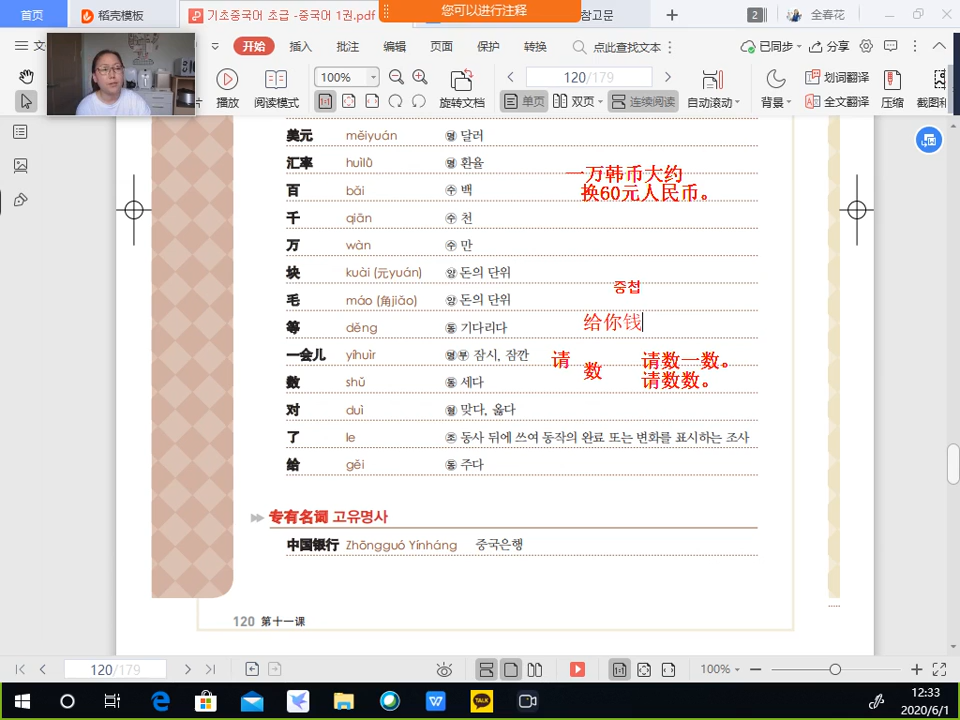 首页
稻壳模板
기초중국어 초급 -중국어 1권.pdf
您可以进行注释
참고문
2
全春花
开始
插入
批注
编辑
页面
保护
转换
点此查找文本
已同步
分享
播放
阅读模式
100%
旋转文档
120/179
单页
双页
连续阅读
自动滚动
背景
划词翻译
全文翻译
压缩
截图和
美元 měiyuán 명 달러
汇率 huìlǜ 명 환율
百 bǎi 수 백
千 qiān 수 천
万 wàn 수 만
块 kuài (元yuán) 양 돈의 단위
毛 máo (角jiǎo) 양 돈의 단위
等 děng 동 기다리다
一会儿 yíhuìr 명 부 잠시, 잠깐
数 shǔ 동 세다
对 duì 형 맞다, 옳다
了 le 조 동사 뒤에 쓰여 동작의 완료 또는 변화를 표시하는 조사
给 gěi 동 주다
一万韩币大约
换60元人民币。
중첩
给你钱
请
数
请数一数。
请数数。
专有名词 고유명사
中国银行 Zhōngguó Yínháng 중국은행
120 第十一课
120/179
100%
12:33
2020/6/1